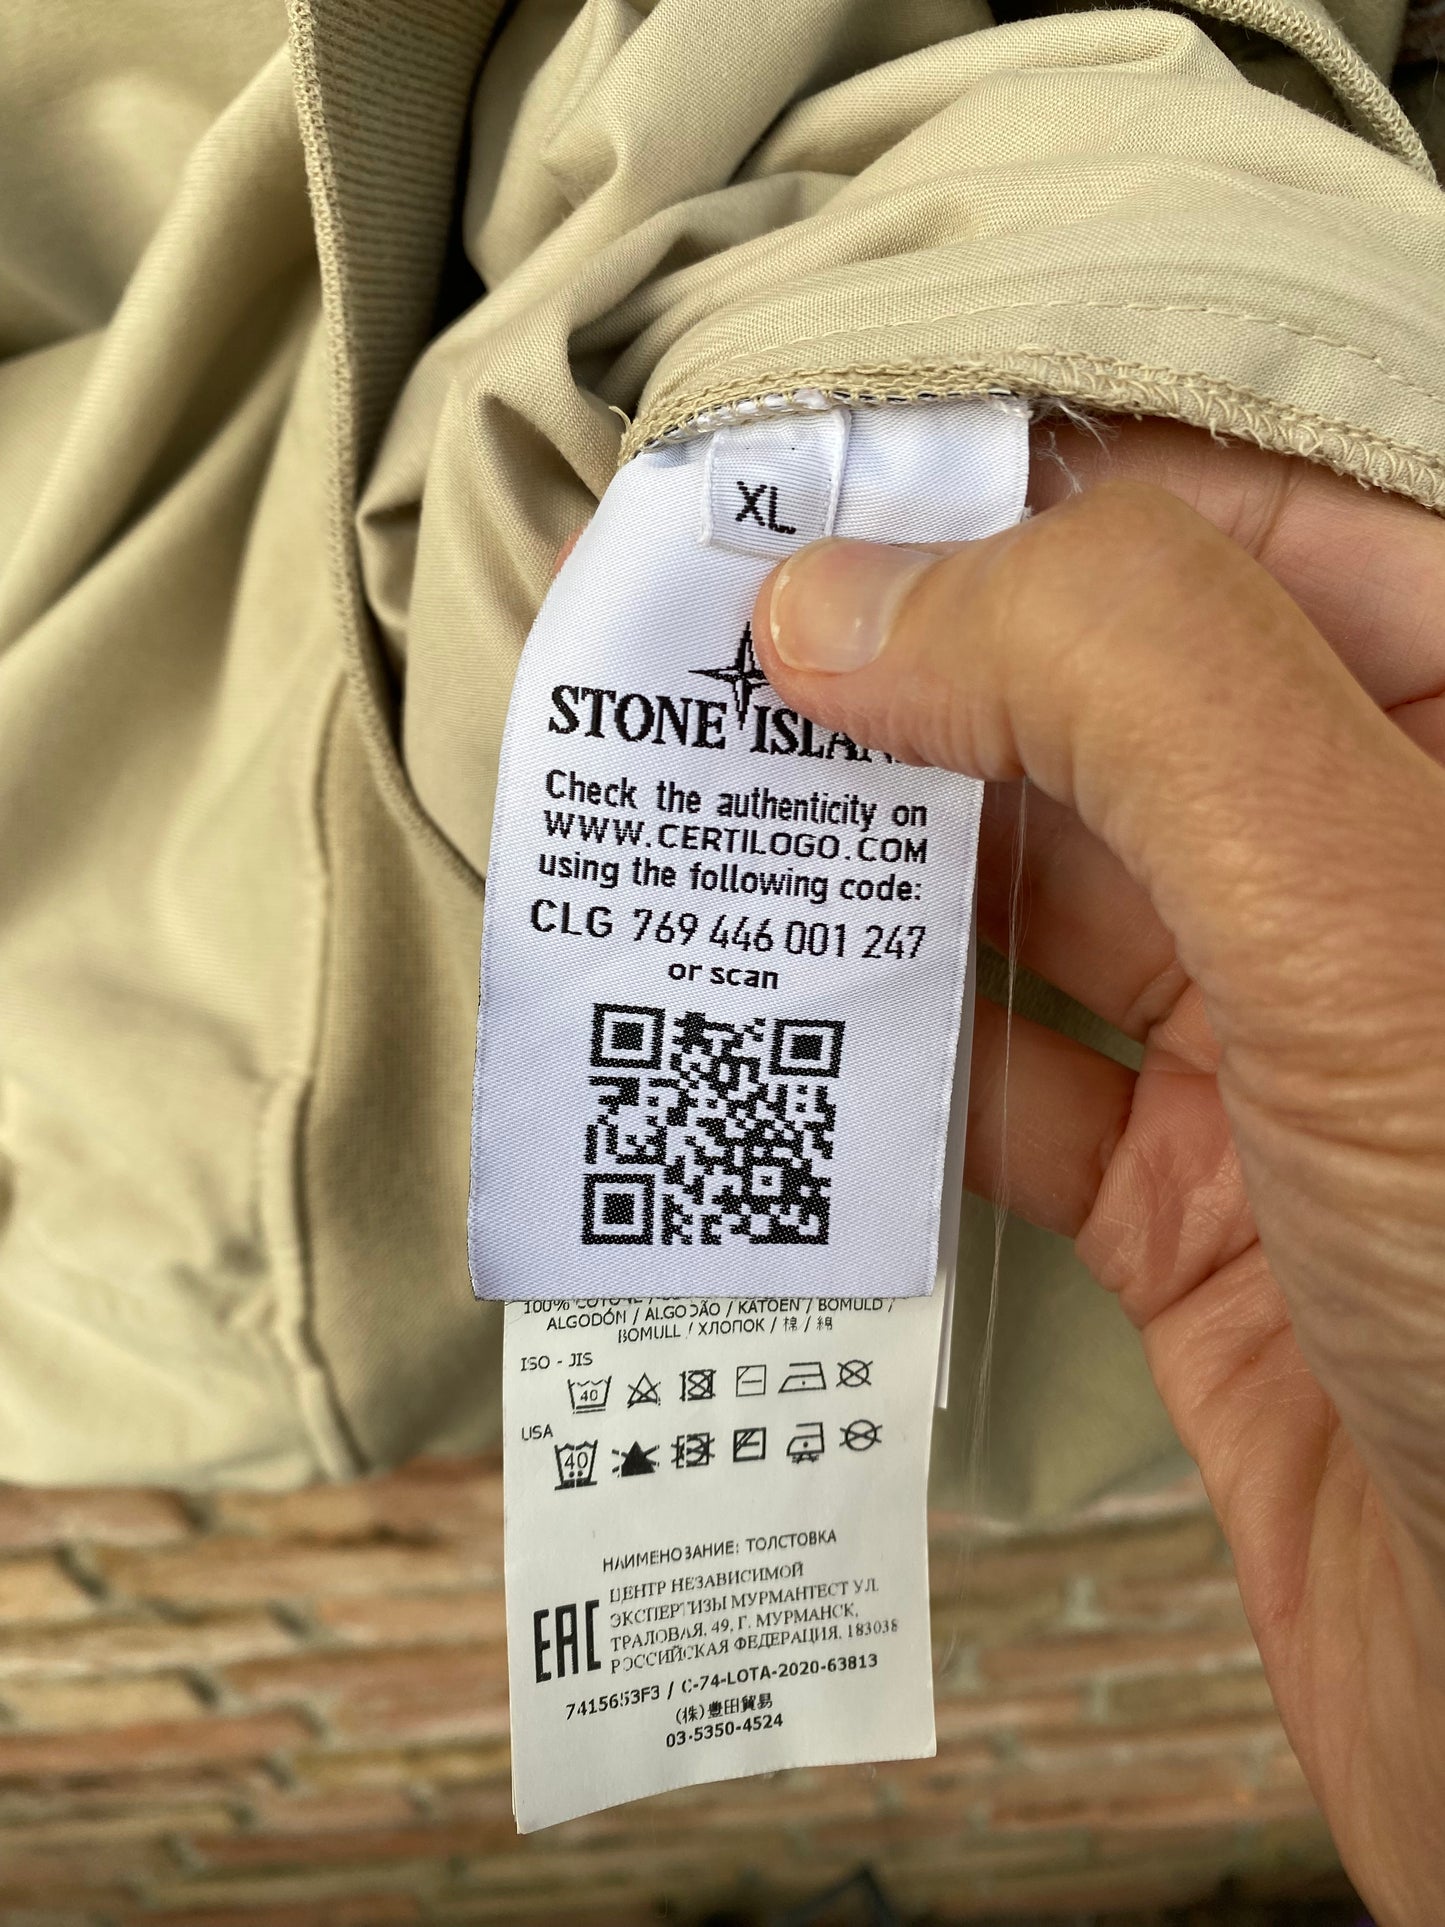 XL
STONE ISLAN
Check the authenticity on
WWW.CERTILOGO.COM
using the following code:
CLG 769 446 001 247
or scan
100%
ALGODÓN / ALGODÃO / KATOEN / BOMULD /
BOMULL / ХЛОПОК / 棉 / 綿
ISO - JIS
40
USA
40
НАИМЕНОВАНИЕ: ТОЛСТОВКА
ЦЕНТР НЕЗАВИСИМОЙ
ЭКСПЕРТИЗЫ МУРМАНТЕСТ УЛ.
ТРАЛОВАЯ, 49, Г. МУРМАНСК,
РОССИЙСКАЯ ФЕДЕРАЦИЯ, 183038
EAC
7415653F3 / C-74-LOTA-2020-63813
(株)豊田貿易
03-5350-4524